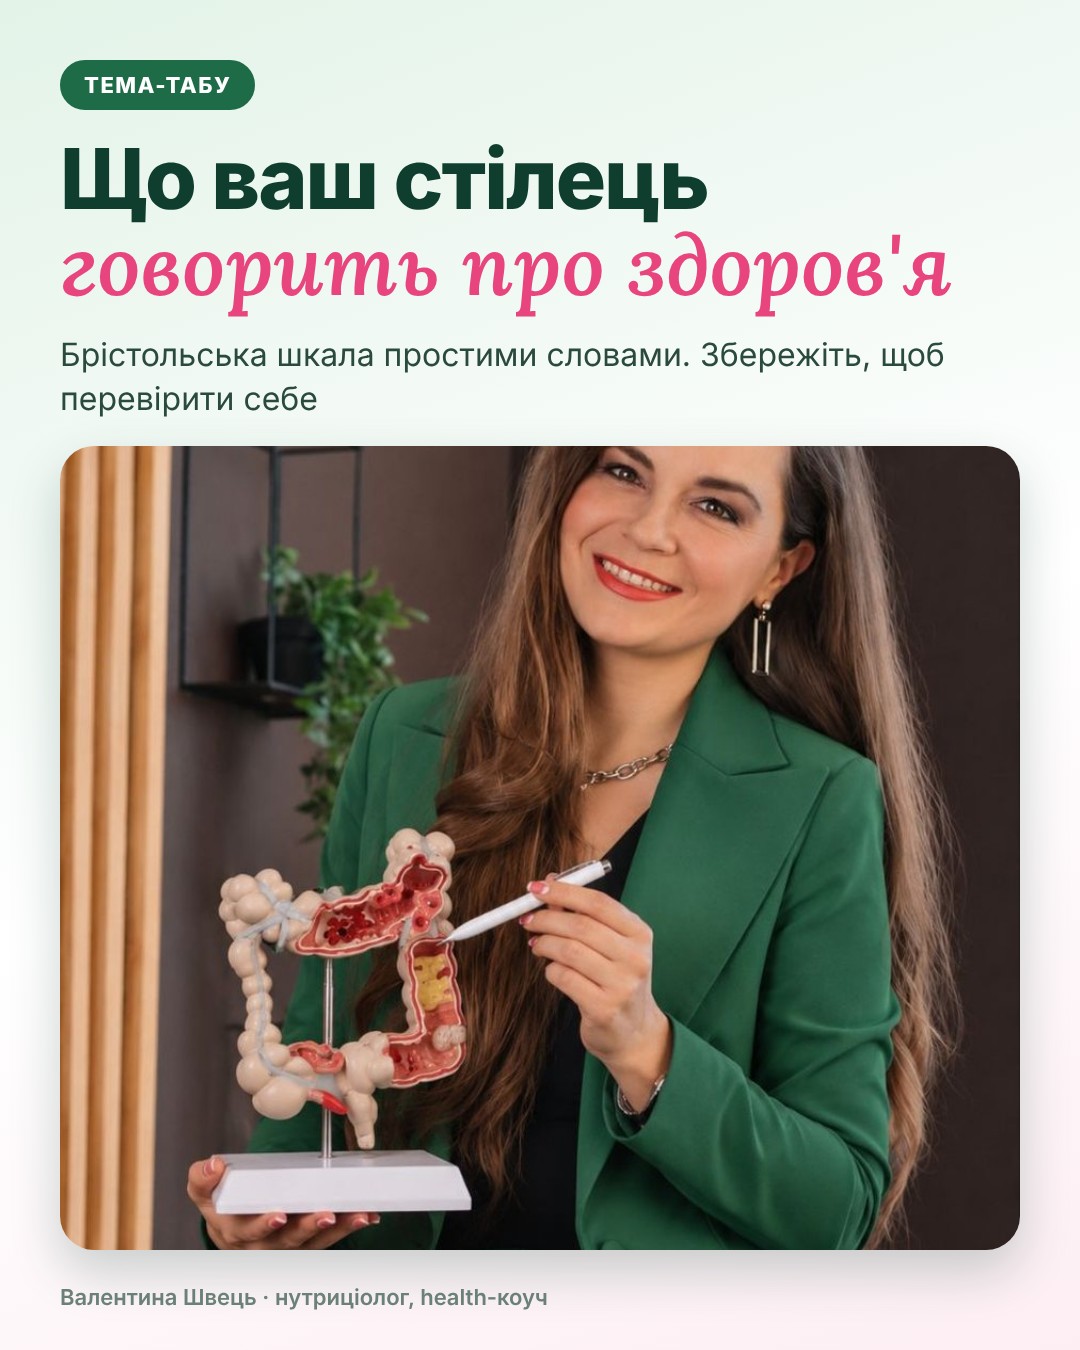 ТЕМА-ТАБУ
Що ваш стілець
говорить про здоров'я
Брістольська шкала простими словами. Збережіть, щоб
перевірити себе
Валентина Швець · нутриціолог, health-коуч